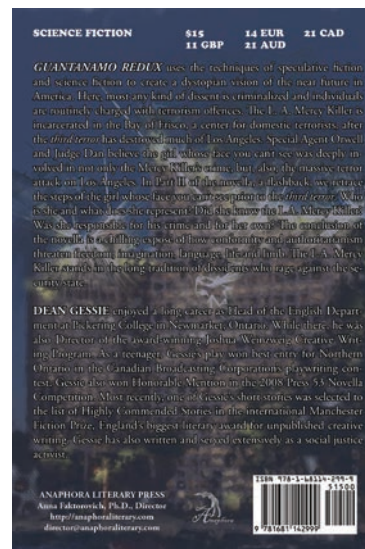 SCIENCE FICTION $15 14 EUR 21 CAD
11 GBP 21 AUD
GUANTANAMO REDUX uses the techniques of speculative fiction
and science fiction to create a dystopian vision of the near future in
America. Here, most any kind of dissent is criminalized and individuals
are routinely charged with terrorism offences. The L.A. Mercy Killer is
incarcerated in the Bay of Frisco, a center for domestic terrorists, after
the third terror has destroyed much of Los Angeles. Special Agent Orwell
and Judge Dan believe the girl whose face you can't see was deeply in-
volved in not only the Mercy Killer's crime, but also, the massive terror
attack on Los Angeles. In Part II of the novella, a flashback, we retrace
the steps of the girl whose face you can't see prior to the third terror. Who
is she and what does she represent? Did she know the L.A. Mercy Killer?
Was she responsible for his crime and for her own? The conclusion of
the novella is a chilling expose of how conformity and authoritarianism
threaten freedom, imagination, language, life and limb. The L.A. Mercy
Killer stands in the long tradition of dissidents who rage against the se-
curity state.
DEAN GESSIE enjoyed a long career as Head of the English Depart-
ment at Pickering College in Newmarket, Ontario. While there, he was
also Director of the award-winning Joshua Weinzweig Creative Writ-
ing Program. As a teenager, Gessie's play won best entry for Northern
Ontario in the Canadian Broadcasting Corporation's playwriting con-
test. Gessie also won Honorable Mention in the 2008 Press 53 Novella
Competition. Most recently, one of Gessie's short stories was selected to
the list of Highly Commended Stories in the international Manchester
Fiction Prize, England's biggest literary award for unpublished creative
writing. Gessie has also written and served extensively as a social justice
activist.
ANAPHORA LITERARY PRESS
Anna Faktorovich, Ph.D., Director
http://anaphoraliterary.com
director@anaphoraliterary.com
Anaphora
ISBN 978-1-68114-299-9
51500
9 781681 142999